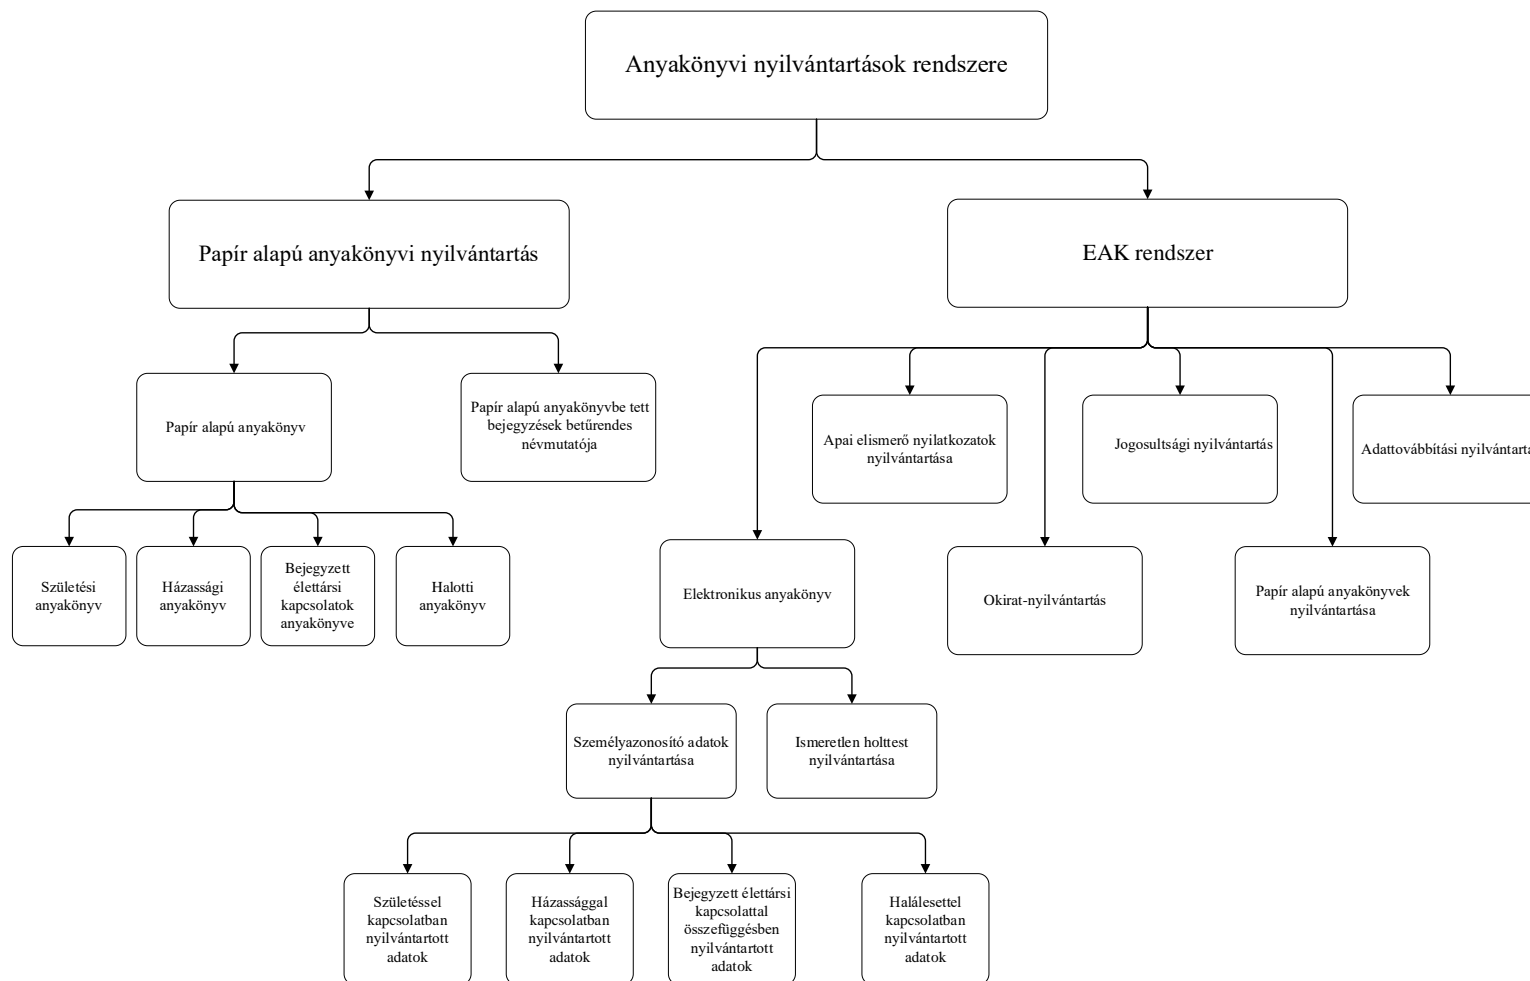 Anyakönyvi nyilvántartások rendszere
Papír alapú anyakönyvi nyilvántartás
EAK rendszer
Papír alapú anyakönyv
Papír alapú anyakönyvbe tett
bejegyzések betűrendes
névmutatója
Apai elismerő nyilatkozatok
nyilvántartása
Jogosultsági nyilvántartás
Adattovábbítási nyilvántartá
Születési
anyakönyv
Házassági
anyakönyv
Bejegyzett
élettársi
kapcsolatok
anyakönyve
Halotti
anyakönyv
Elektronikus anyakönyv
Okirat-nyilvántartás
Papír alapú anyakönyvek
nyilvántartása
Személyazonosító adatok
nyilvántartása
Ismeretlen holttest
nyilvántartása
Születéssel
kapcsolatban
nyilvántartott
adatok
Házassággal
kapcsolatban
nyilvántartott
adatok
Bejegyzett élettársi
kapcsolattal
összefüggésben
nyilvántartott
adatok
Halálesettel
kapcsolatban
nyilvántartott
adatok